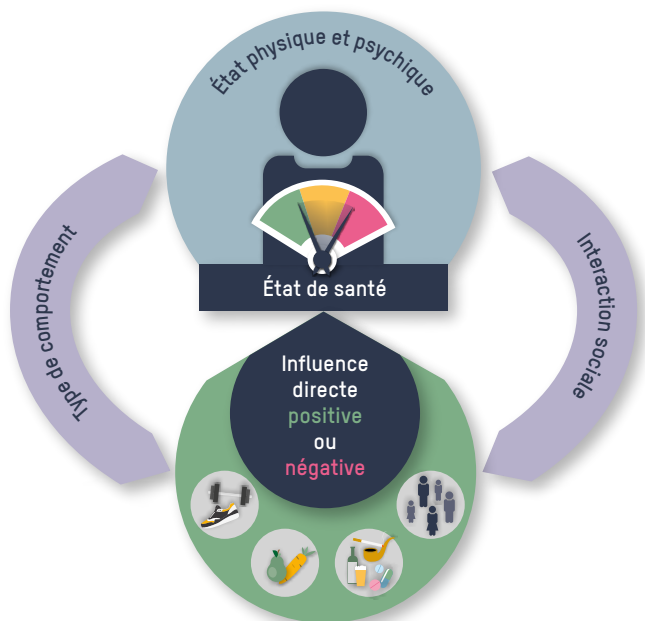 État physique et psychique
Type de comportement
Interaction sociale
État de santé
Influence
directe
positive
ou
négative